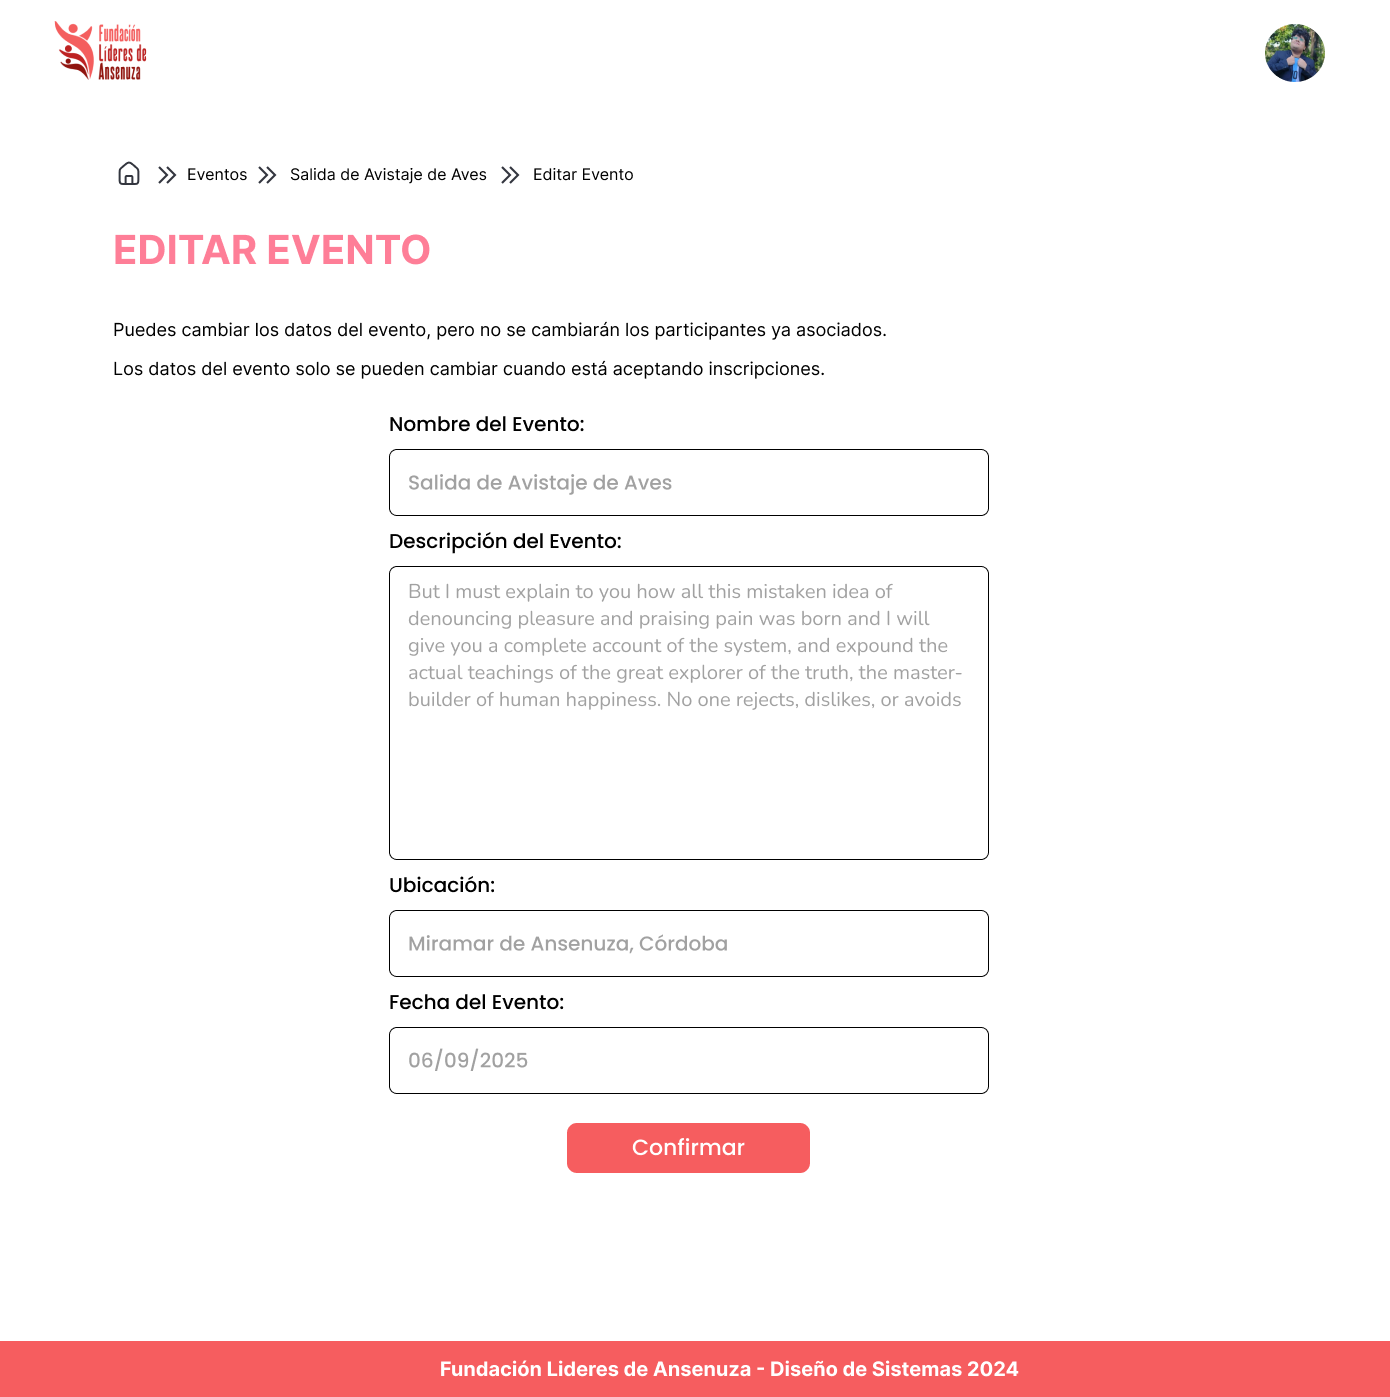 Fundación
Líderes de
Ansenuza
Eventos Salida de Avistaje de Aves Editar Evento
EDITAR EVENTO
Puedes cambiar los datos del evento, pero no se cambiarán los participantes ya asociados.
Los datos del evento solo se pueden cambiar cuando está aceptando inscripciones.
Nombre del Evento:
Salida de Avistaje de Aves
Descripción del Evento:
But I must explain to you how all this mistaken idea of
denouncing pleasure and praising pain was born and I will
give you a complete account of the system, and expound the
actual teachings of the great explorer of the truth, the master-
builder of human happiness. No one rejects, dislikes, or avoids
Ubicación:
Miramar de Ansenuza, Córdoba
Fecha del Evento:
06/09/2025
Confirmar
Fundación Lideres de Ansenuza - Diseño de Sistemas 2024